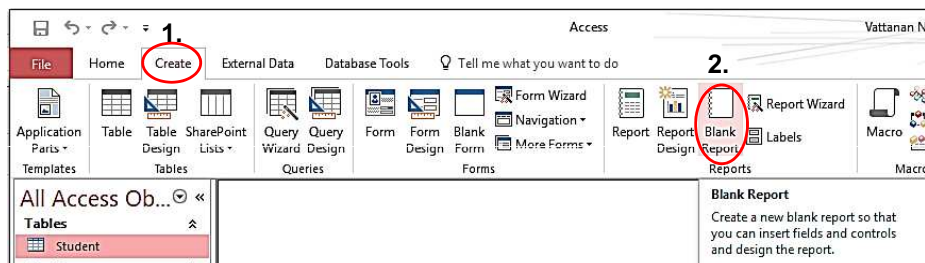 1.
Access
Vattanan N
File Home Create External Data Database Tools Tell me what you want to do
2.
Application Parts
Table
Table Design
SharePoint Lists
Query Wizard
Query Design
Form
Form Design
Blank Form
Form Wizard
Navigation
More Forms
Report
Report Design
Blank Report
Report Wizard
Labels
Macro
Templates Tables Queries Forms Reports Macro
All Access Ob...
Tables
Student
Blank Report
Create a new blank report so that
you can insert fields and controls
and design the report.